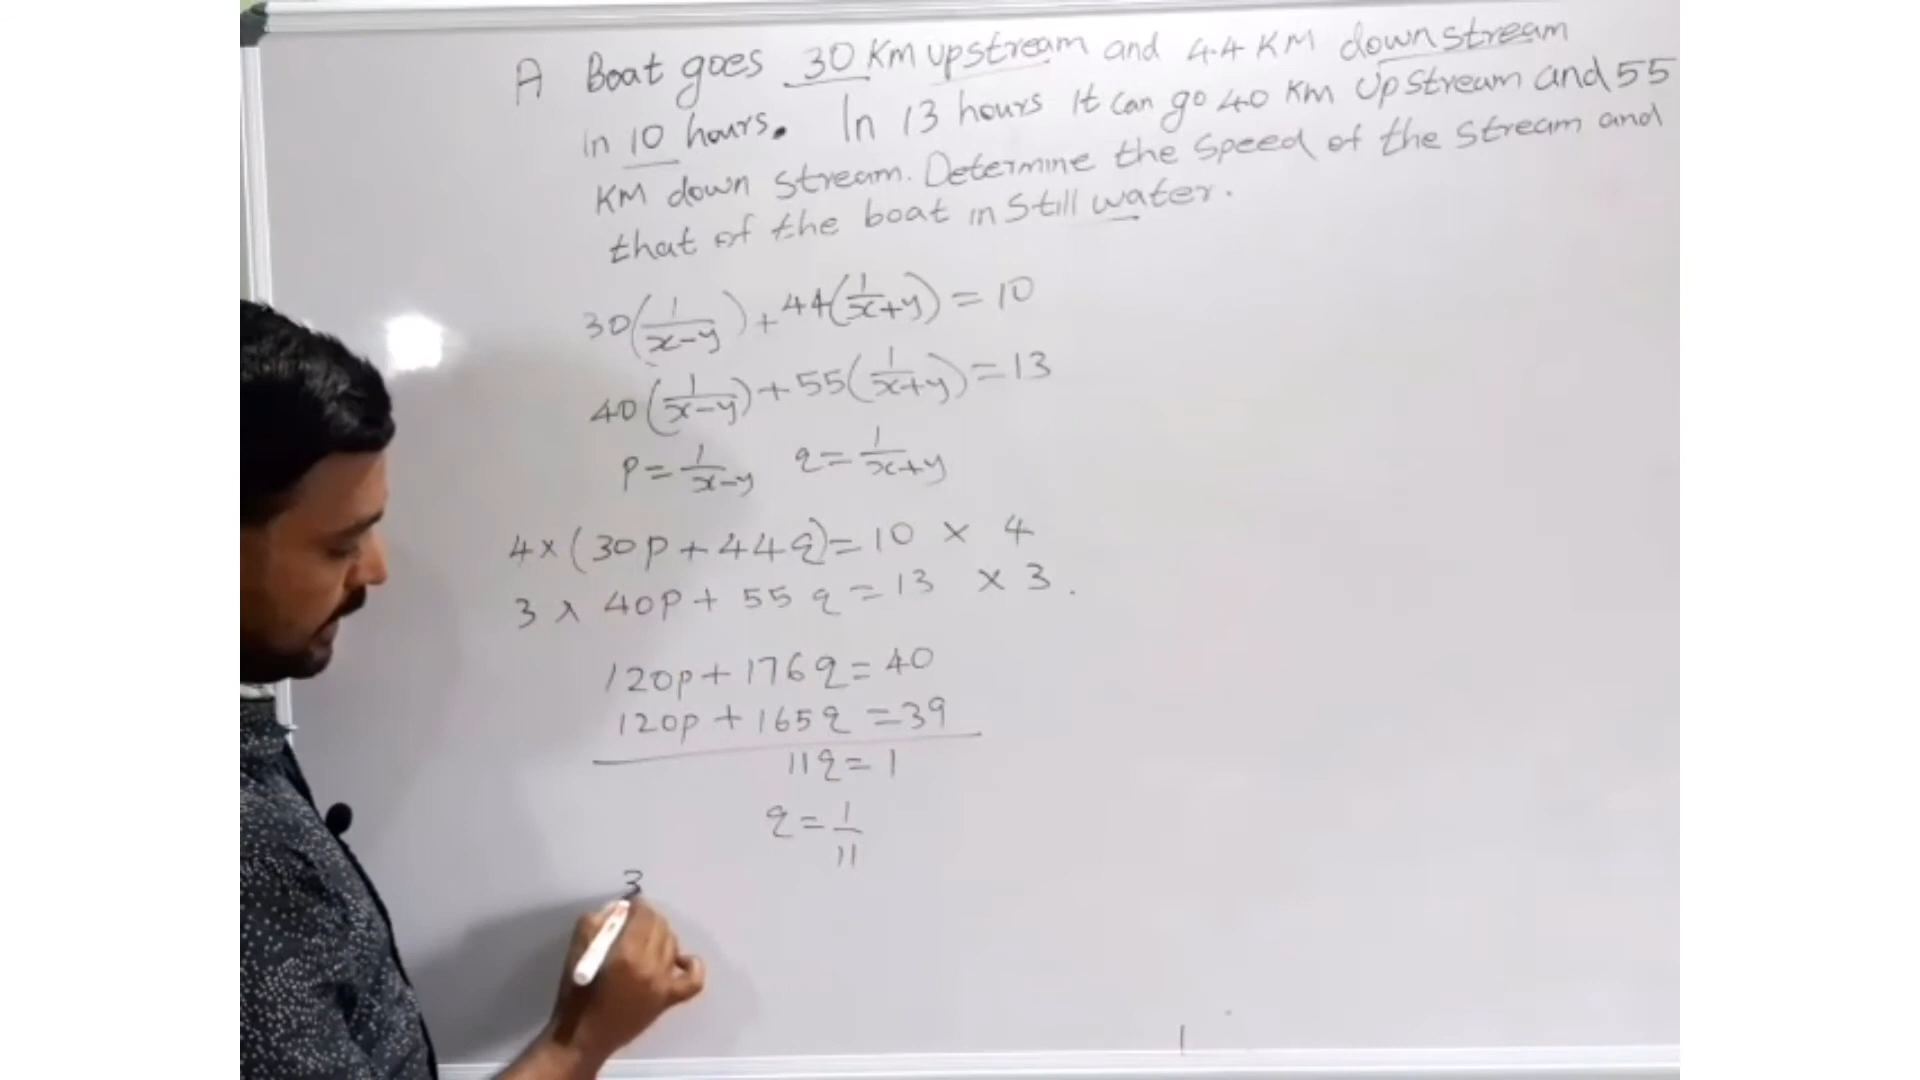 A Boat goes 30 KM upstream and 44 KM downstream
in 10 hours. In 13 hours It can go 40 KM Upstream and 55
KM down stream. Determine the speed of the stream and
that of the boat in still water.
30(1/x-y) + 44(1/x+y) = 10
40(1/x-y) + 55(1/x+y) = 13
p = 1/x-y q = 1/x+y
4 × (30p + 44q) = 10 × 4
3 × 40p + 55q = 13 × 3.
120p + 176q = 40
120p + 165q = 39
11q = 1
q = 1/11
3